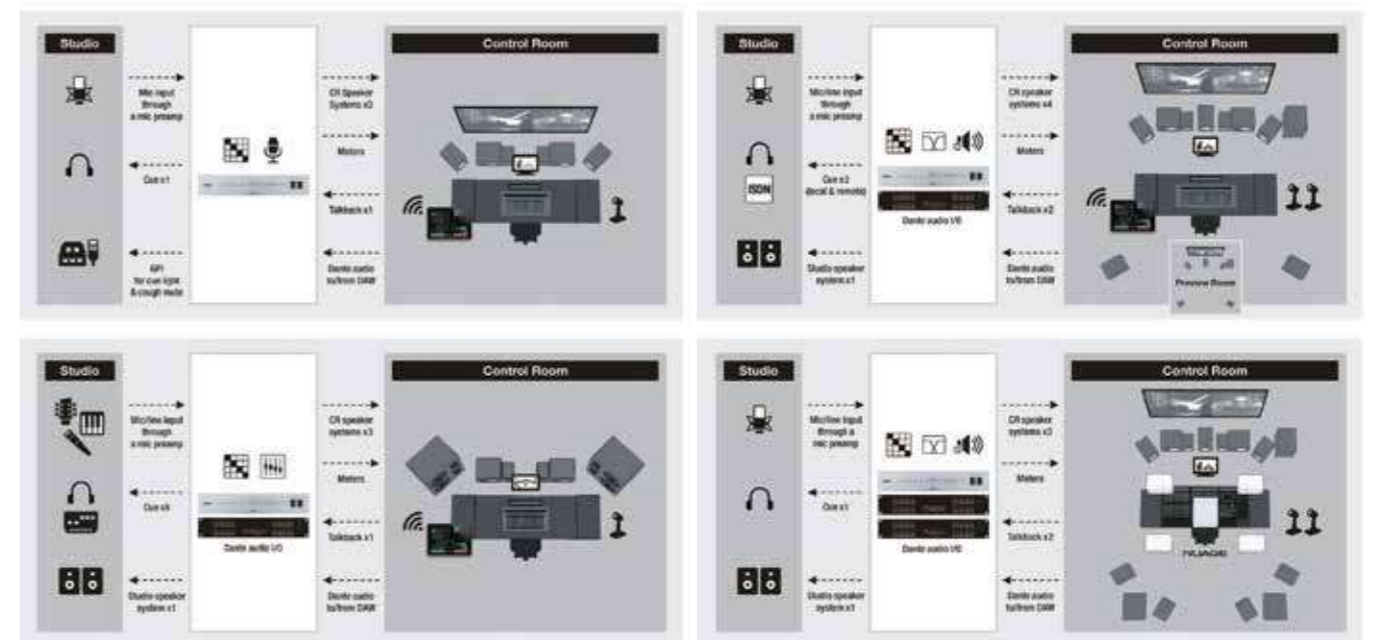 Studio
Control Room
Mic input
through
a mic preamp
CR Speaker
Systems x3
Meters
Cue x1
Talkback x1
GPI
for cue light
& cough mute
Dante audio
to/from DAW
Studio
Control Room
Mic/line input
through
a mic preamp
CR speaker
systems x4
Meters
ISDN
Cue x2
(local & remote)
Talkback x2
Dante audio I/O
Studio speaker
system x1
Dante audio
to/from DAW
Preview Room
Studio
Control Room
Mic/line input
through
a mic preamp
CR speaker
systems x3
Meters
Talkback x1
Dante audio I/O
Studio speaker
system x1
Dante audio
to/from DAW
Studio
Control Room
Mic/line input
through a
mic preamp
CR speaker
systems x3
Meters
Cue x1
Talkback x2
Dante audio I/O
NUAGE
Studio speaker
system x1
Dante audio
to/from DAW